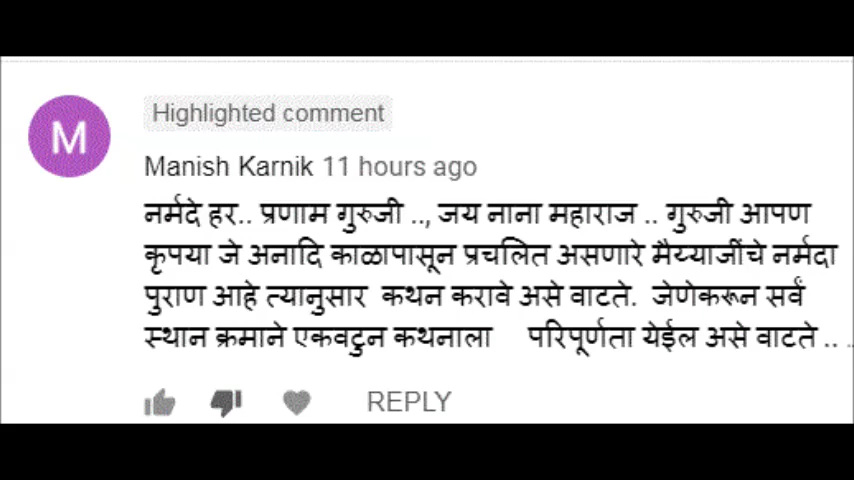 M
Highlighted comment
Manish Karnik 11 hours ago
नर्मदे हर.. प्रणाम गुरुजी .., जय नाना महाराज .. गुरुजी आपण
कृपया जे अनादि काळापासून प्रचलित असणारे मैय्याजींचे नर्मदा
पुराण आहे त्यानुसार कथन करावे असे वाटते. जेणेकरून सर्वं
स्थान क्रमाने एकवटुन कथनाला परिपूर्णता येईल असे वाटते .. ..
REPLY